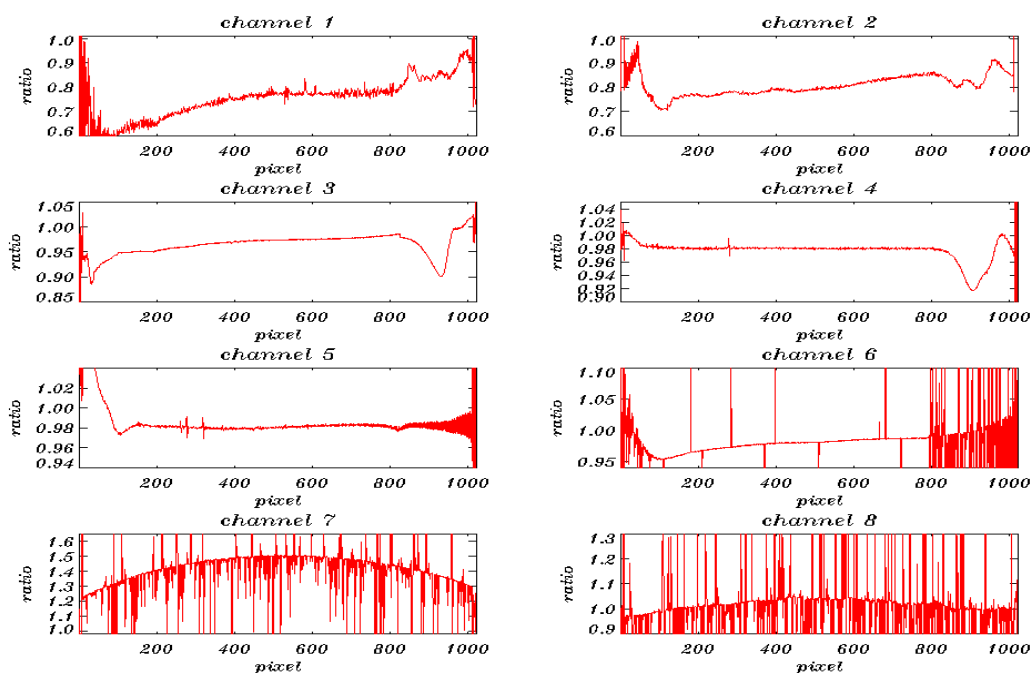 channel 1
1.0
0.9
0.8
0.7
0.6
ratio
200 400 600 800 1000
pixel
channel 2
1.0
0.9
0.8
0.7
0.6
ratio
200 400 600 800 1000
pixel
channel 3
1.05
1.00
0.95
0.90
0.85
ratio
200 400 600 800 1000
pixel
channel 4
1.04
1.02
1.00
0.98
0.96
0.94
0.92
0.90
ratio
200 400 600 800 1000
pixel
channel 5
1.02
1.00
0.98
0.96
0.94
ratio
200 400 600 800 1000
pixel
channel 6
1.10
1.05
1.00
0.95
ratio
200 400 600 800 1000
pixel
channel 7
1.6
1.5
1.4
1.3
1.2
1.1
1.0
ratio
200 400 600 800 1000
pixel
channel 8
1.3
1.2
1.1
1.0
0.9
ratio
200 400 600 800 1000
pixel